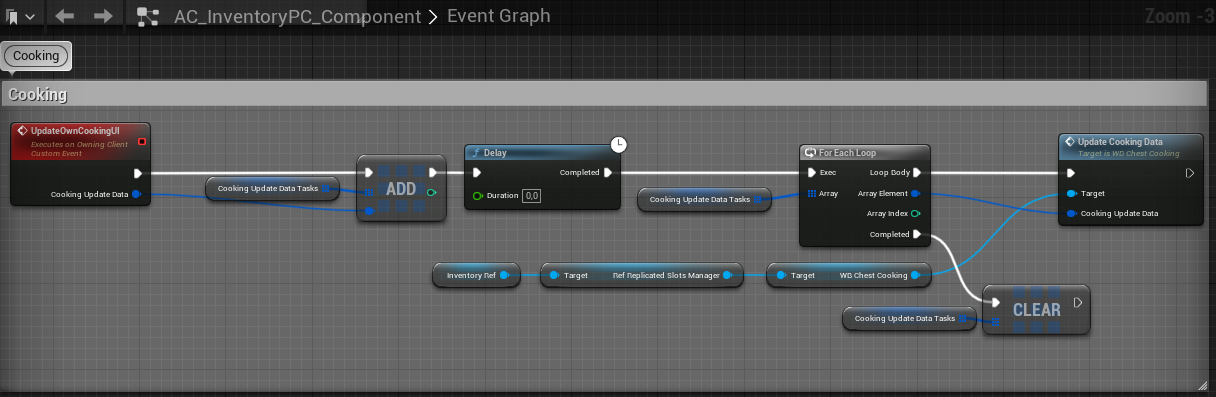 AC_InventoryPC_Component > Event Graph
Zoom -3
Cooking
Cooking
UpdateOwnCookingUI
Executes on Owning Client
Custom Event
Cooking Update Data
Cooking Update Data Tasks
ADD
Delay
Completed
Duration 0,0
Cooking Update Data Tasks
For Each Loop
Exec
Loop Body
Array
Array Element
Array Index
Completed
Update Cooking Data
Target is WB Chest Cooking
Target
Cooking Update Data
Inventory Ref
Target
Ref Replicated Slots Manager
Target
WB Chest Cooking
Cooking Update Data Tasks
CLEAR